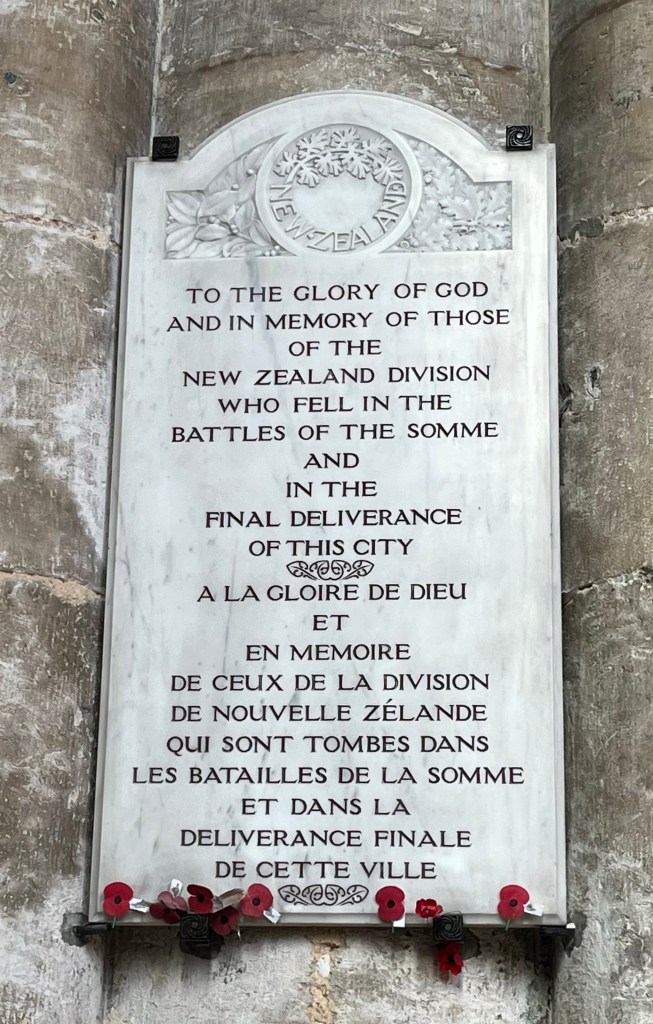 NEW-ZEALAND
TO THE GLORY OF GOD
AND IN MEMORY OF THOSE
OF THE
NEW ZEALAND DIVISION
WHO FELL IN THE
BATTLES OF THE SOMME
AND
IN THE
FINAL DELIVERANCE
OF THIS CITY
A LA GLOIRE DE DIEU
ET
EN MEMOIRE
DE CEUX DE LA DIVISION
DE NOUVELLE ZÉLANDE
QUI SONT TOMBES DANS
LES BATAILLES DE LA SOMME
ET DANS LA
DELIVERANCE FINALE
DE CETTE VILLE